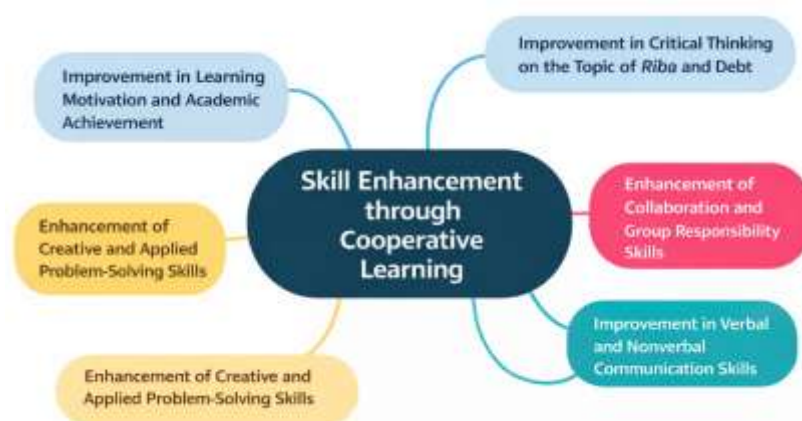 Improvement in Critical Thinking
on the Topic of Riba and Debt
Improvement in Learning
Motivation and Academic
Achievement
Skill Enhancement
through
Cooperative
Learning
Enhancement of
Collaboration and
Group Responsibility
Skills
Enhancement of
Creative and Applied
Problem-Solving Skills
Improvement in Verbal
and Nonverbal
Communication Skills
Enhancement of Creative and
Applied Problem-Solving Skills